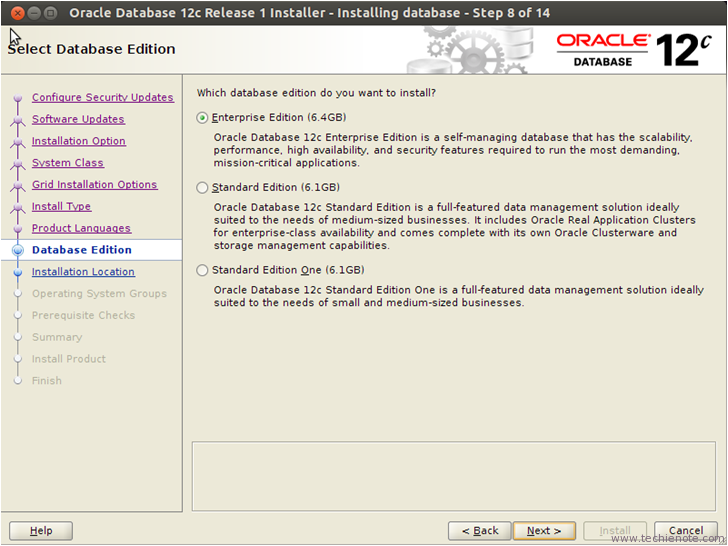 Oracle Database 12c Release 1 Installer - Installing database - Step 8 of 14
Select Database Edition
ORACLE
DATABASE
12c
Configure Security Updates
Software Updates
Installation Option
System Class
Grid Installation Options
Install Type
Product Languages
Database Edition
Installation Location
Operating System Groups
Prerequisite Checks
Summary
Install Product
Finish
Which database edition do you want to install?
Enterprise Edition (6.4GB)
Oracle Database 12c Enterprise Edition is a self-managing database that has the scalability,
performance, high availability, and security features required to run the most demanding,
mission-critical applications.
Standard Edition (6.1GB)
Oracle Database 12c Standard Edition is a full-featured data management solution ideally
suited to the needs of medium-sized businesses. It includes Oracle Real Application Clusters
for enterprise-class availability and comes complete with its own Oracle Clusterware and
storage management capabilities.
Standard Edition One (6.1GB)
Oracle Database 12c Standard Edition One is a full-featured data management solution ideally
suited to the needs of small and medium-sized businesses.
Help
< Back
Next >
Install
Cancel
www.techienote.com